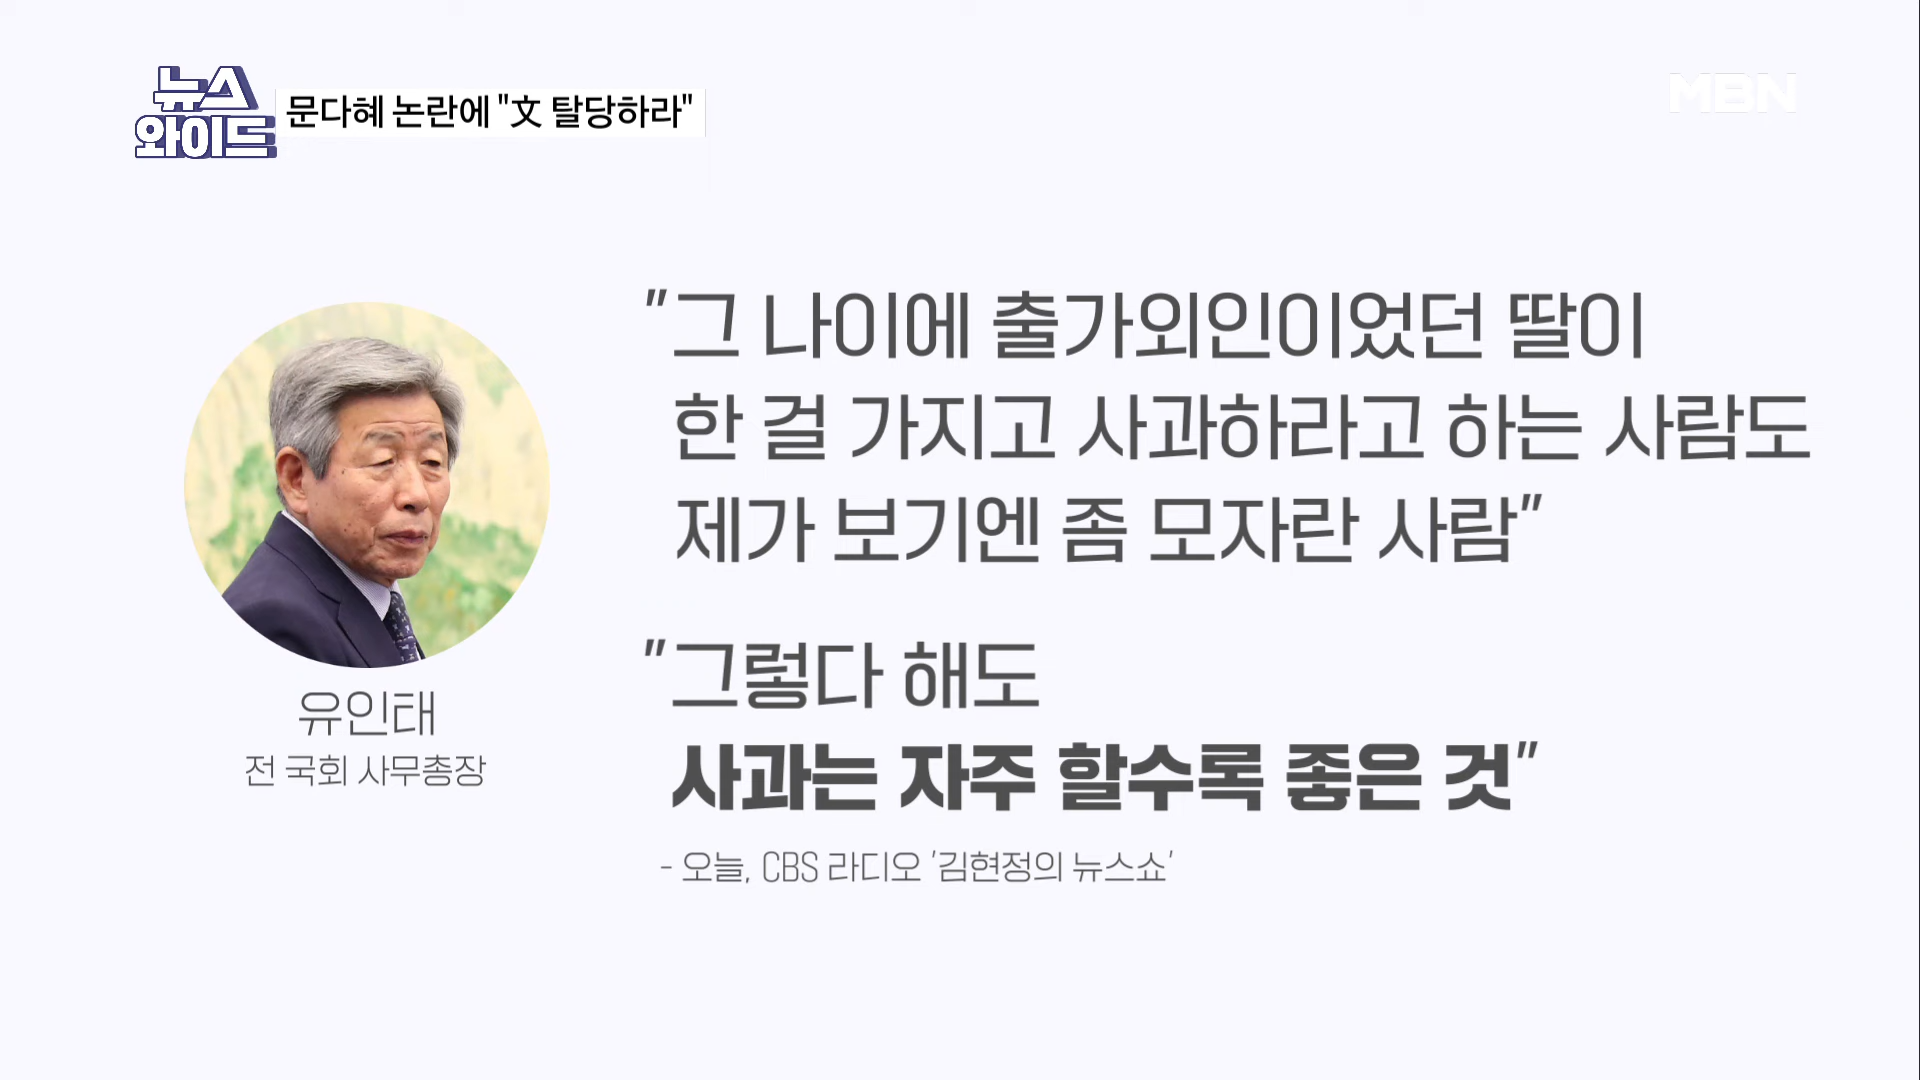 뉴스
와이드
문다혜 논란에 "文 탈당하라"
MBN
"그 나이에 출가외인이었던 딸이
한 걸 가지고 사과하라고 하는 사람도
제가 보기엔 좀 모자란 사람"
유인태
전 국회 사무총장
"그렇다 해도
사과는 자주 할수록 좋은 것"
- 오늘, CBS 라디오 '김현정의 뉴스쇼'